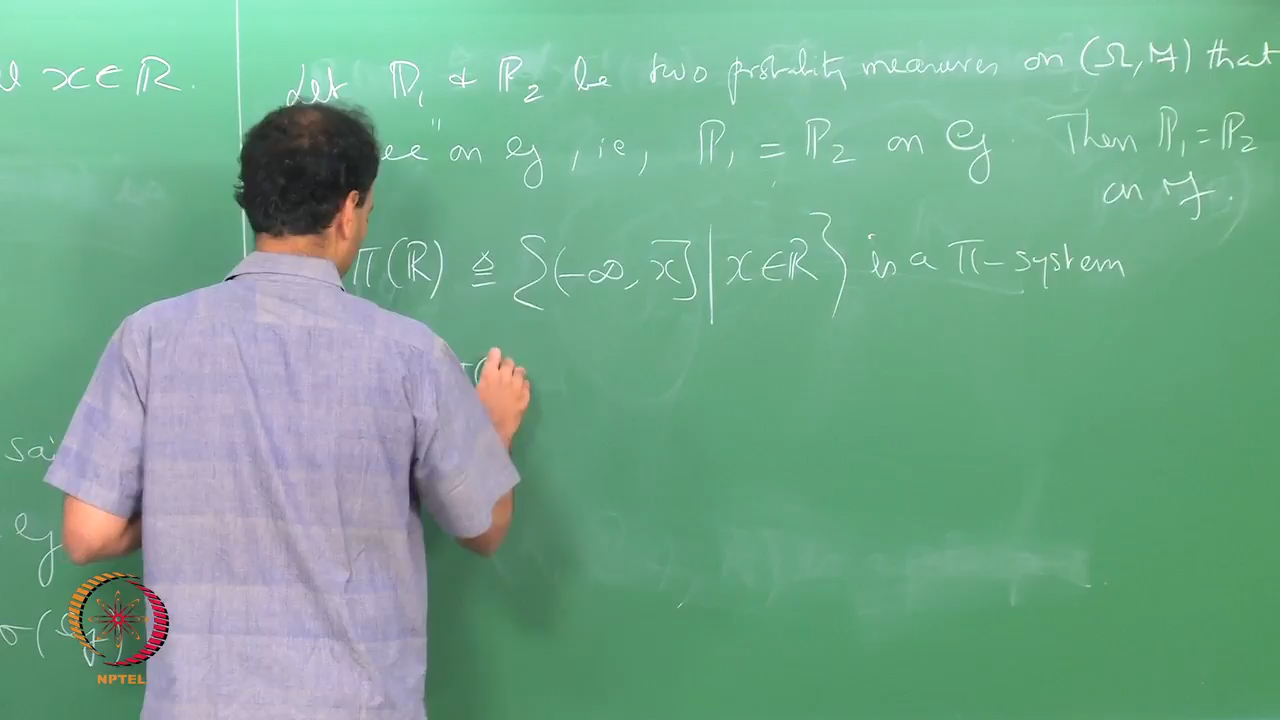 x ∈ ℝ.
Let ℙ₁ & ℙ₂ be two probability measures on (Ω, ℱ) that
on 𝒢, ie, ℙ₁ = ℙ₂ on 𝒢. Then ℙ₁ = ℙ₂
on ℱ.
Π(ℝ) ≜ {(-∞, x] | x ∈ ℝ} is a Π-system
𝒢
σ(𝒢)
NPTEL